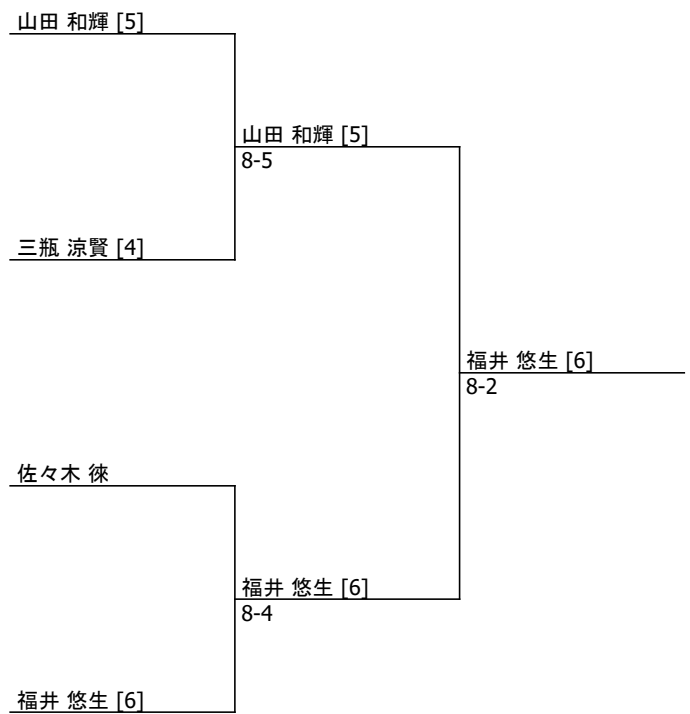 山田 和輝 [5]
山田 和輝 [5]
8-5
三瓶 涼賢 [4]
福井 悠生 [6]
8-2
佐々木 徠
福井 悠生 [6]
8-4
福井 悠生 [6]